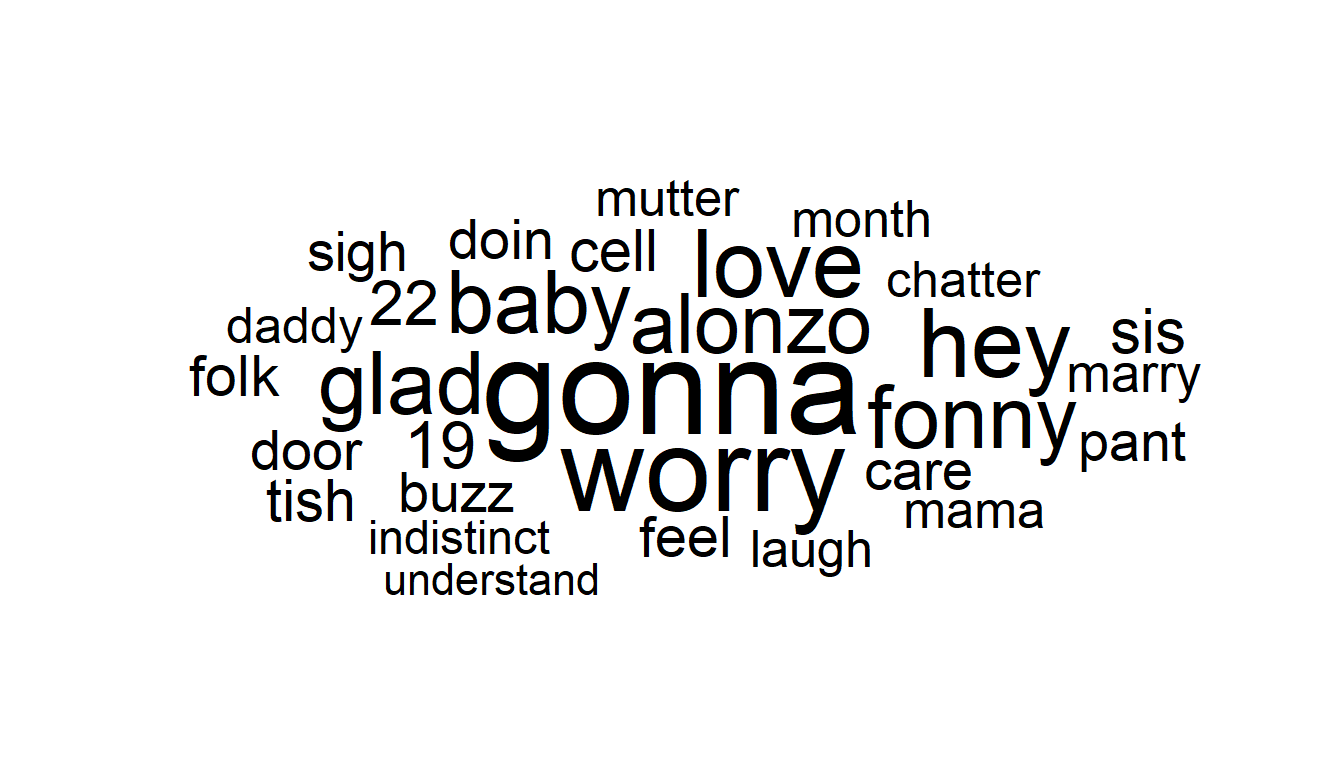 mutter
month
sigh doin cell love
chatter
daddy 22 baby alonzo hey sis
folk glad gonna fonny marry
door 19 worry care pant
tish buzz mama
indistinct feel laugh
understand